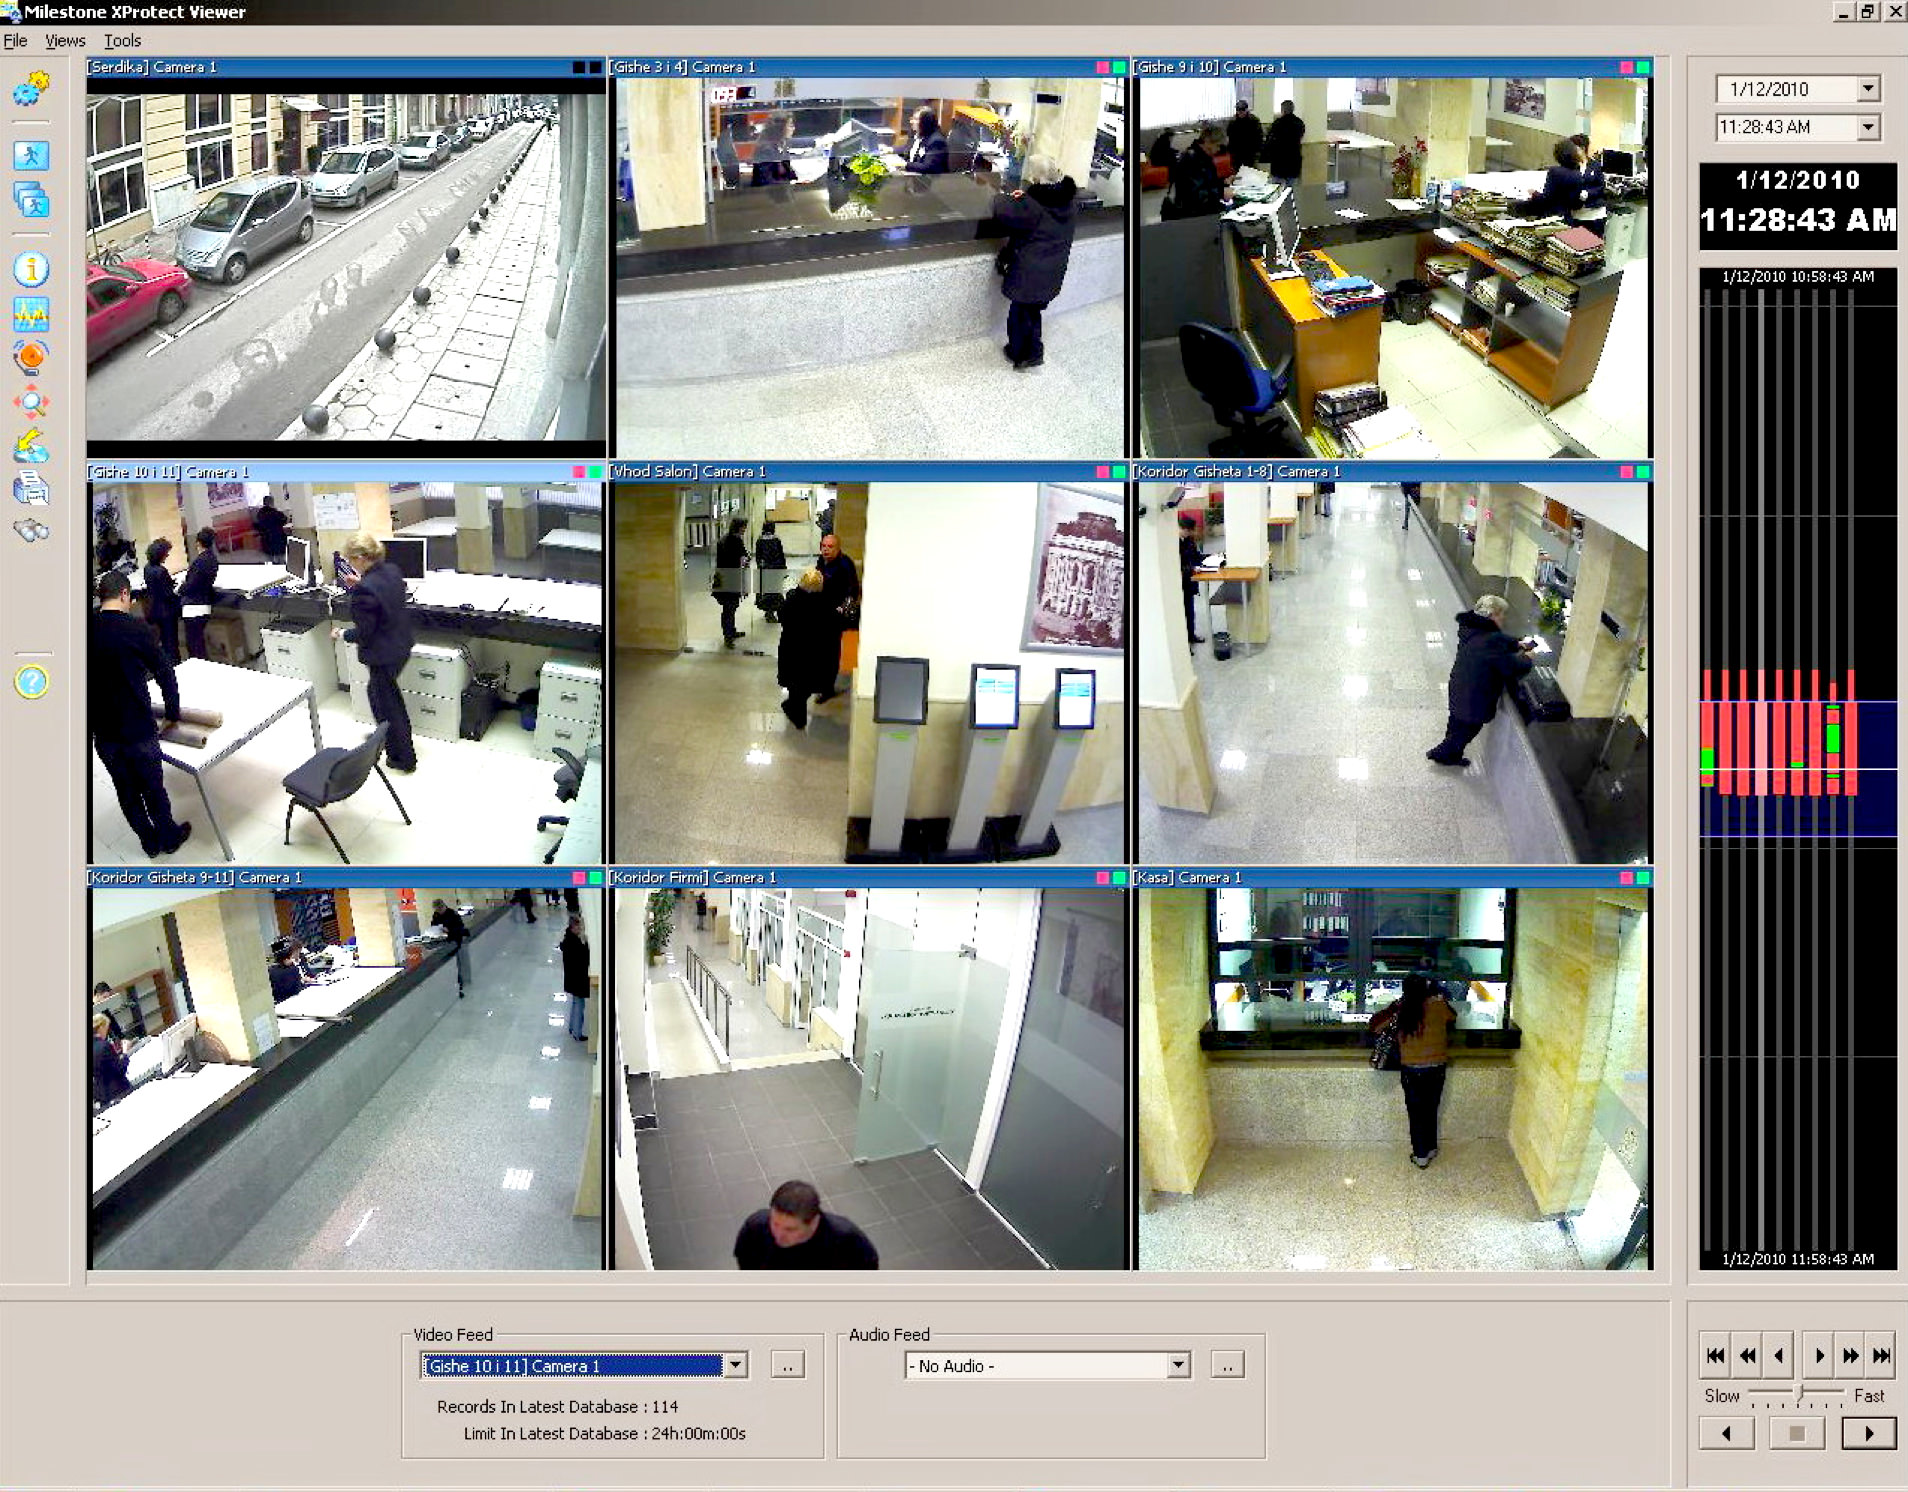 Milestone XProtect Viewer
File Views Tools
[Serdika] Camera 1
[Gishe 3 i 4] Camera 1
[Gishe 9 i 10] Camera 1
1/12/2010
11:28:43 AM
1/12/2010
11:28:43 AM
1/12/2010 10:58:43 AM
[Gishe 10 i 11] Camera 1
[Vhod Salon] Camera 1
[Koridor Gisheta 1-8] Camera 1
[Koridor Gisheta 9-11] Camera 1
[Koridor Firmi] Camera 1
[Kasa] Camera 1
1/12/2010 11:58:43 AM
Video Feed
[Gishe 10 i 11] Camera 1
..
Records In Latest Database : 114
Limit In Latest Database : 24h:00m:00s
Audio Feed
- No Audio -
..
Slow Fast